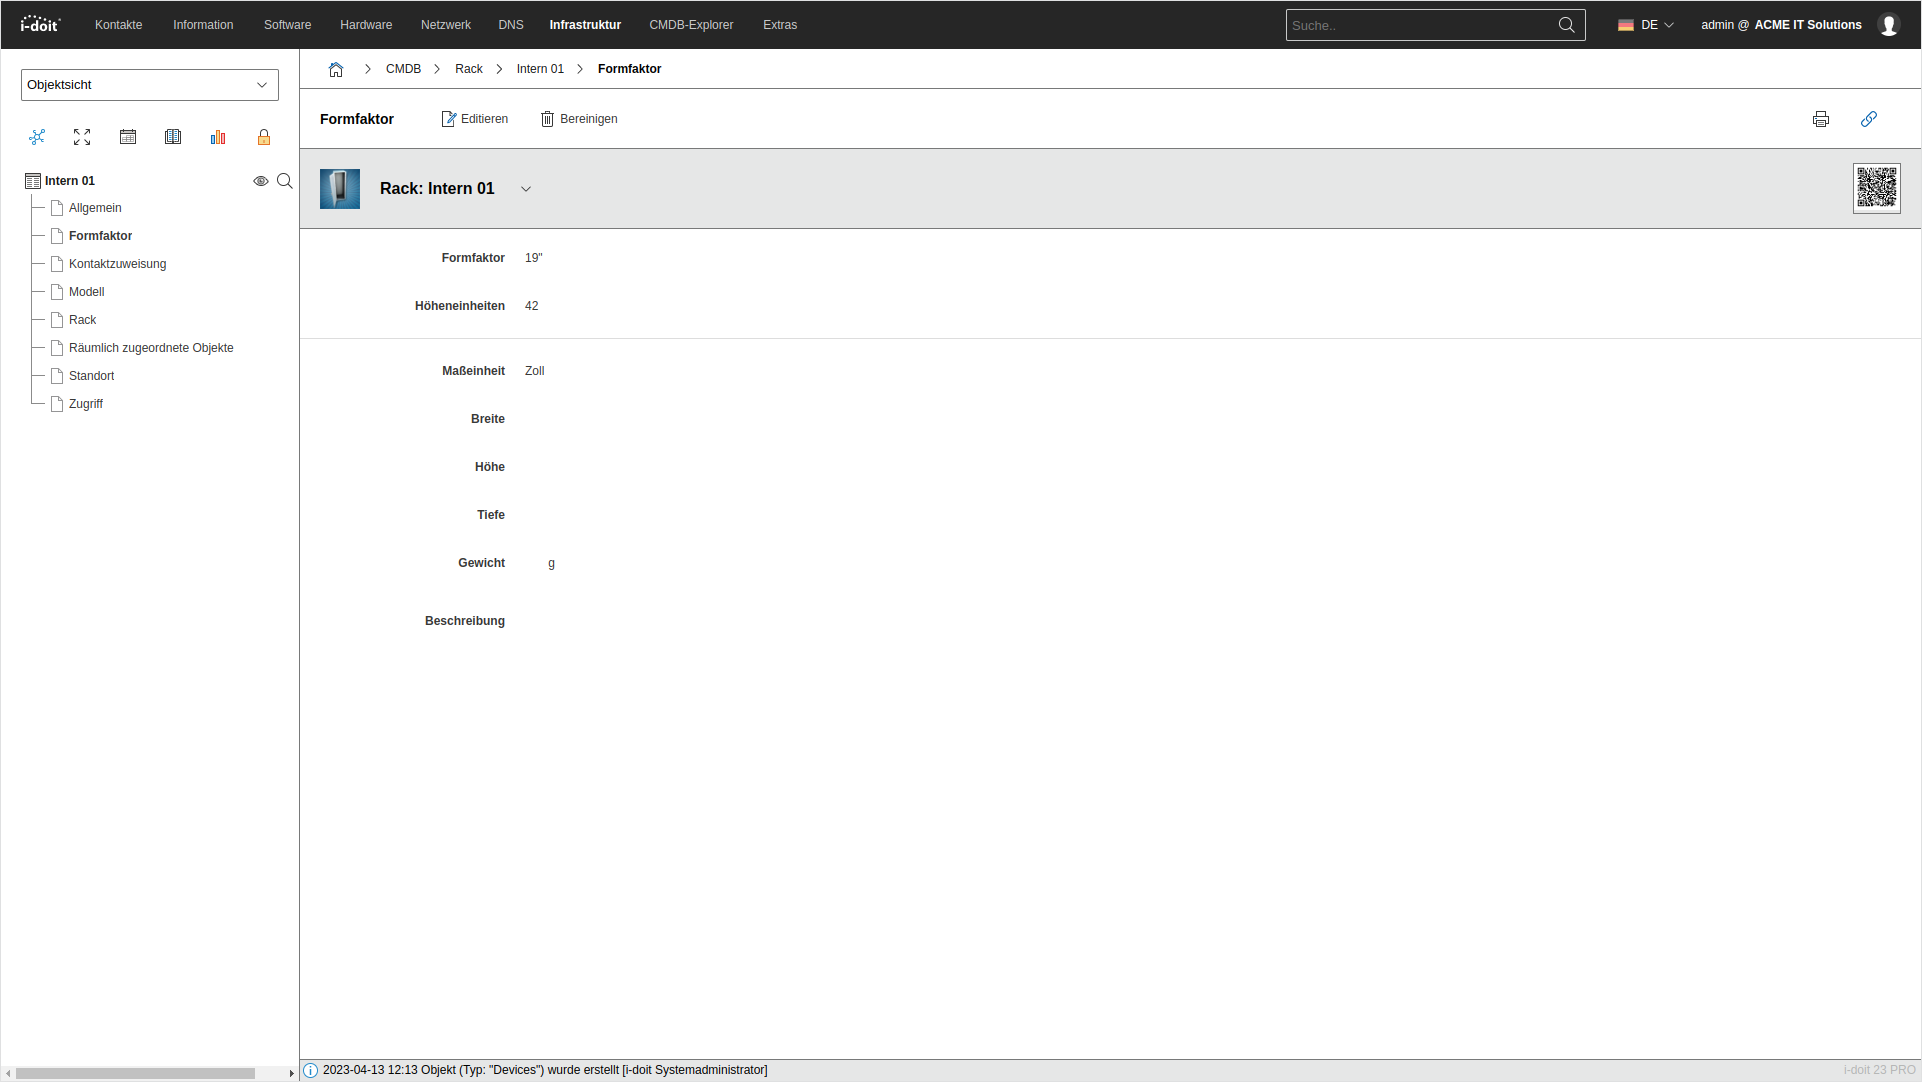 i-doit Kontakte Information Software Hardware Netzwerk DNS Infrastruktur CMDB-Explorer Extras Suche.. DE admin @ ACME IT Solutions
Objektsicht
CMDB Rack Intern 01 Formfaktor
Formfaktor Editieren Bereinigen
Intern 01
Allgemein
Formfaktor
Kontaktzuweisung
Modell
Rack
Räumlich zugeordnete Objekte
Standort
Zugriff
Rack: Intern 01
Formfaktor 19"
Höheneinheiten 42
Maßeinheit Zoll
Breite
Höhe
Tiefe
Gewicht g
Beschreibung
2023-04-13 12:13 Objekt (Typ: "Devices") wurde erstellt [i-doit Systemadministrator] i-doit 23 PRO